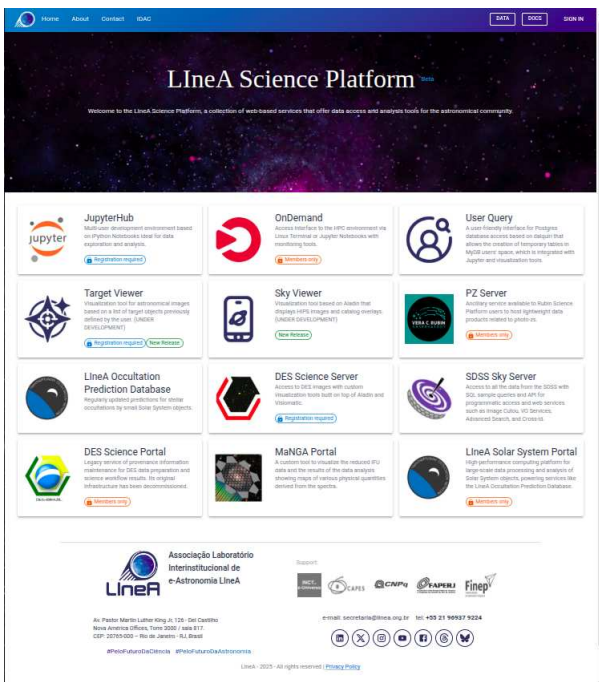 Home About Contact IDAC DATA DOCS SIGN IN
LIneA Science Platform Beta
Welcome to the LIneA Science Platform, a collection of web-based services that offer data access and analysis tools for the astronomical community.
jupyter
JupyterHub
Multi-user development environment based
on iPython Notebooks ideal for data
exploration and analysis.
Registration required
OnDemand
Access Interface to the HPC environment via
Linux Terminal or Jupyter Notebooks with
monitoring tools.
Members only
User Query
A user-friendly interface for Postgres
database access based on daiquiri that
allows the creation of temporary tables in
MyDB users' space, which is integrated with
Jupyter and visualization tools.
Target Viewer
Visualization tool for astronomical images
based on a list of target objects previously
defined by the user. (UNDER
DEVELOPMENT)
Registration required New Release
Sky Viewer
Visualization tool based on Aladin that
displays HiPS images and catalog overlays
(UNDER DEVELOPMENT)
New Release
VERA C. RUBIN
PZ Server
Ancillary service available to Rubin Science
Platform users to host lightweight data
products related to photo-zs.
Members only
LIneA Occultation
Prediction Database
Regularly updated predictions for stellar
occultations by small Solar System objects.
DES Science Server
Access to DES images with custom
visualization tools built on top of Aladin and
Visiomatic.
Registration required
SDSS Sky Server
Access to all the data from the SDSS with
SQL sample queries and API for
programmatic access and web services
such as Image Cutou, VO Services,
Advanced Search, and Cross-id.
DES Science Portal
Legacy service of provenance information
maintenance for DES data preparation and
science workflow results. Its original
infrastructure has been decommissioned.
Members only
MaNGA Portal
A custom tool to visualize the reduced IFU
data and the results of the data analysis
showing maps of various physical quantities
derived from the spectra.
LIneA Solar System Portal
High-performance computing platform for
large-scale data processing and analysis of
Solar System objects, powering services like
the LIneA Occultation Prediction Database.
Members only
LIneA
Associação Laboratório
Interinstitucional de
e-Astronomia LIneA
Support:
INCT. CAPES CNPq FAPERJ Finep
Av. Pastor Martin Luther King Jr, 126 - Del Castilho
Nova América Offices, Torre 3000 / sala 817
CEP: 20765-000 – Rio de Janeiro - RJ, Brasil
#PeloFuturoDaCiência #PeloFuturoDaAstronomia
e-mail: secretaria@linea.org.br tel: +55 21 96937 9224
LIneA - 2025 - All rights reserved | Privacy Policy